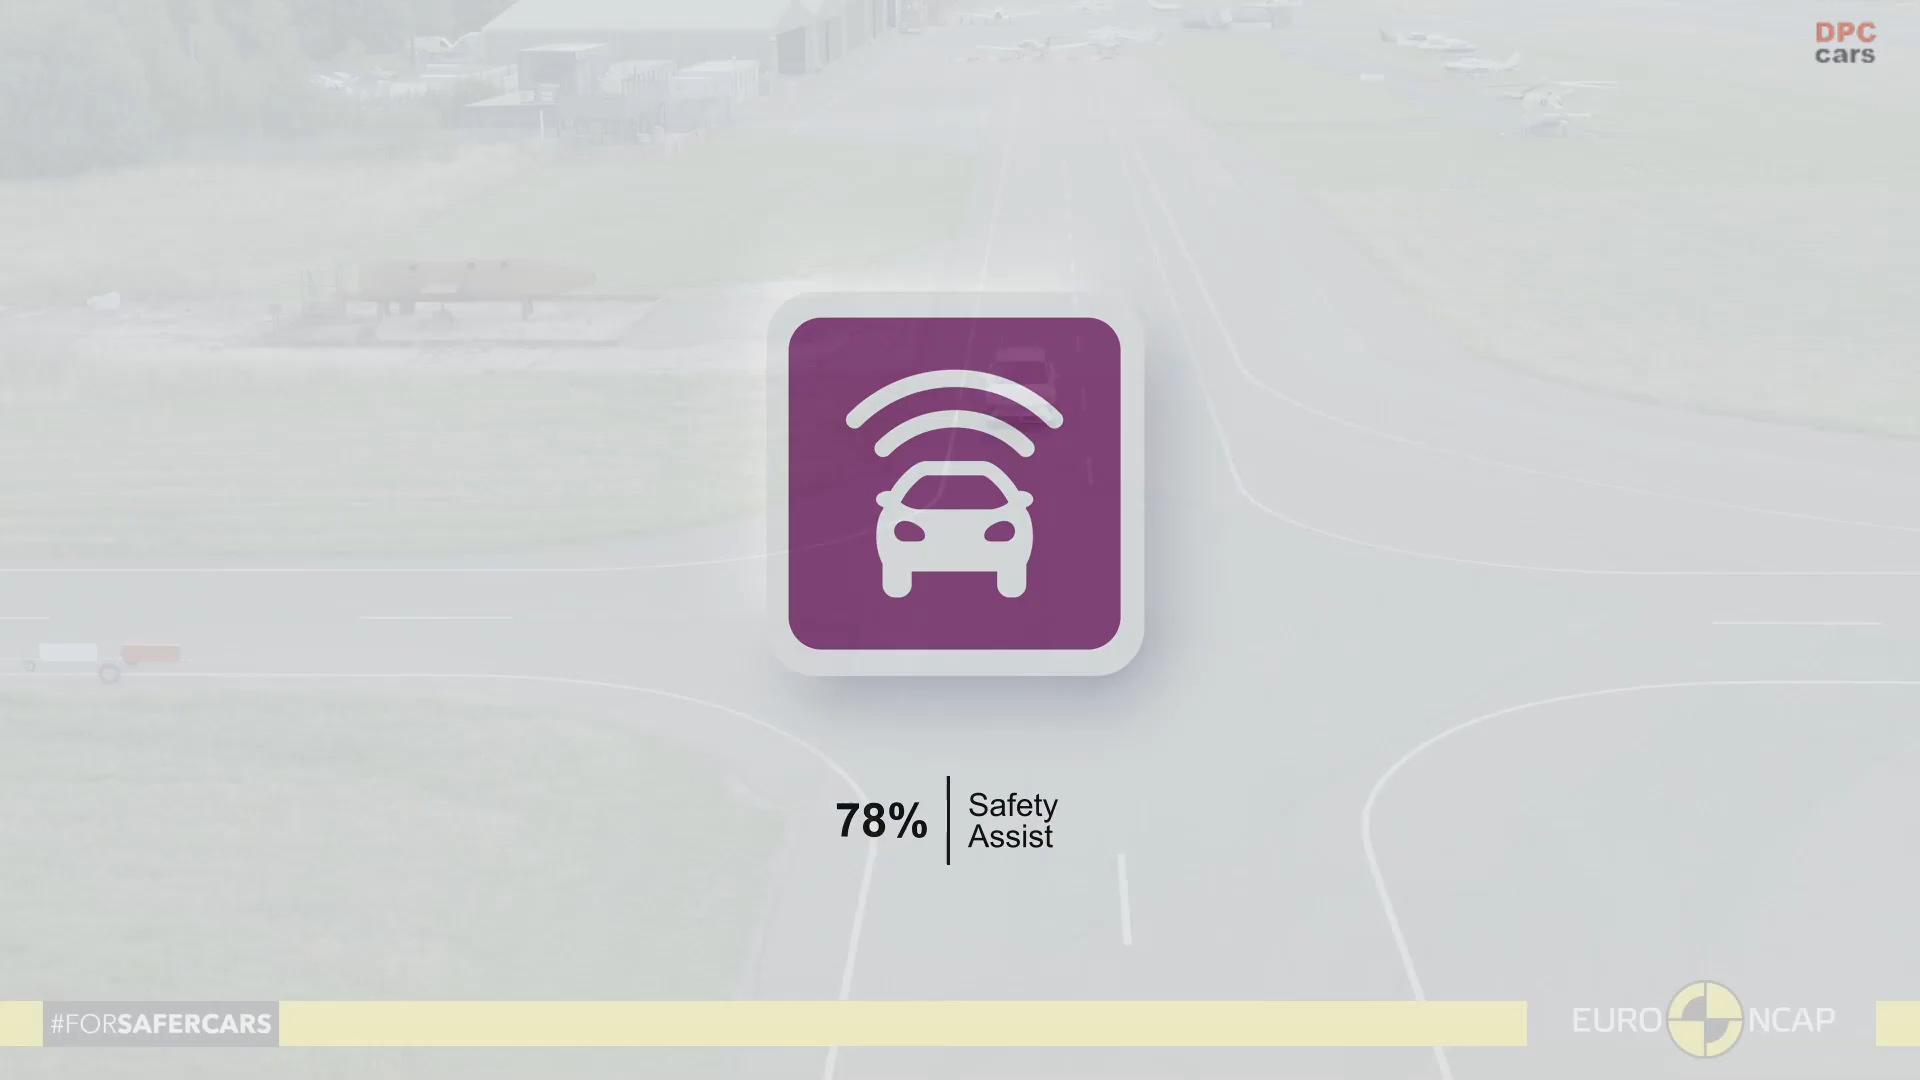 DPC
cars
78%
Safety
Assist
#FORSAFERCARS
EURO NCAP